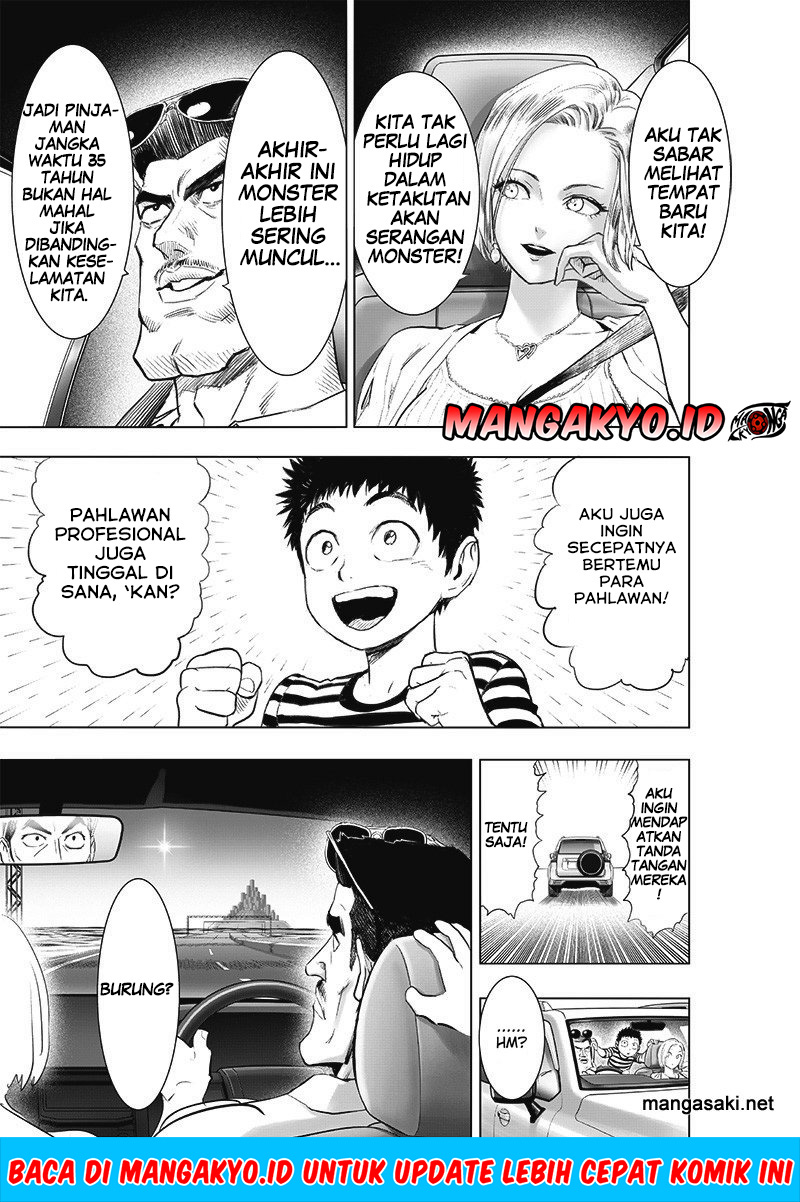 AKU TAK
SABAR
MELIHAT
TEMPAT
BARU
KITA!
KITA TAK
PERLU LAGI
HIDUP
DALAM
KETAKUTAN
AKAN
SERANGAN
MONSTER!
AKHIR-
AKHIR INI
MONSTER
LEBIH
SERING
MUNCUL...
JADI PINJA-
MAN
JANGKA
WAKTU 35
TAHUN
BUKAN HAL
MAHAL
JIKA
DIBANDING-
KAN KESE-
LAMATAN
KITA.
MANGAKYO.ID
AKU JUGA
INGIN
SECEPATNYA
BERTEMU
PARA
PAHLAWAN!
PAHLAWAN
PROFESIONAL
JUGA
TINGGAL DI
SANA, 'KAN?
AKU
INGIN
MENDAP
ATKAN
TANDA
TANGAN
MEREKA
!
TENTU
SAJA!
......
HM?
BURUNG?
mangasaki.net
BACA DI MANGAKYO.ID UNTUK UPDATE LEBIH CEPAT KOMIK INI